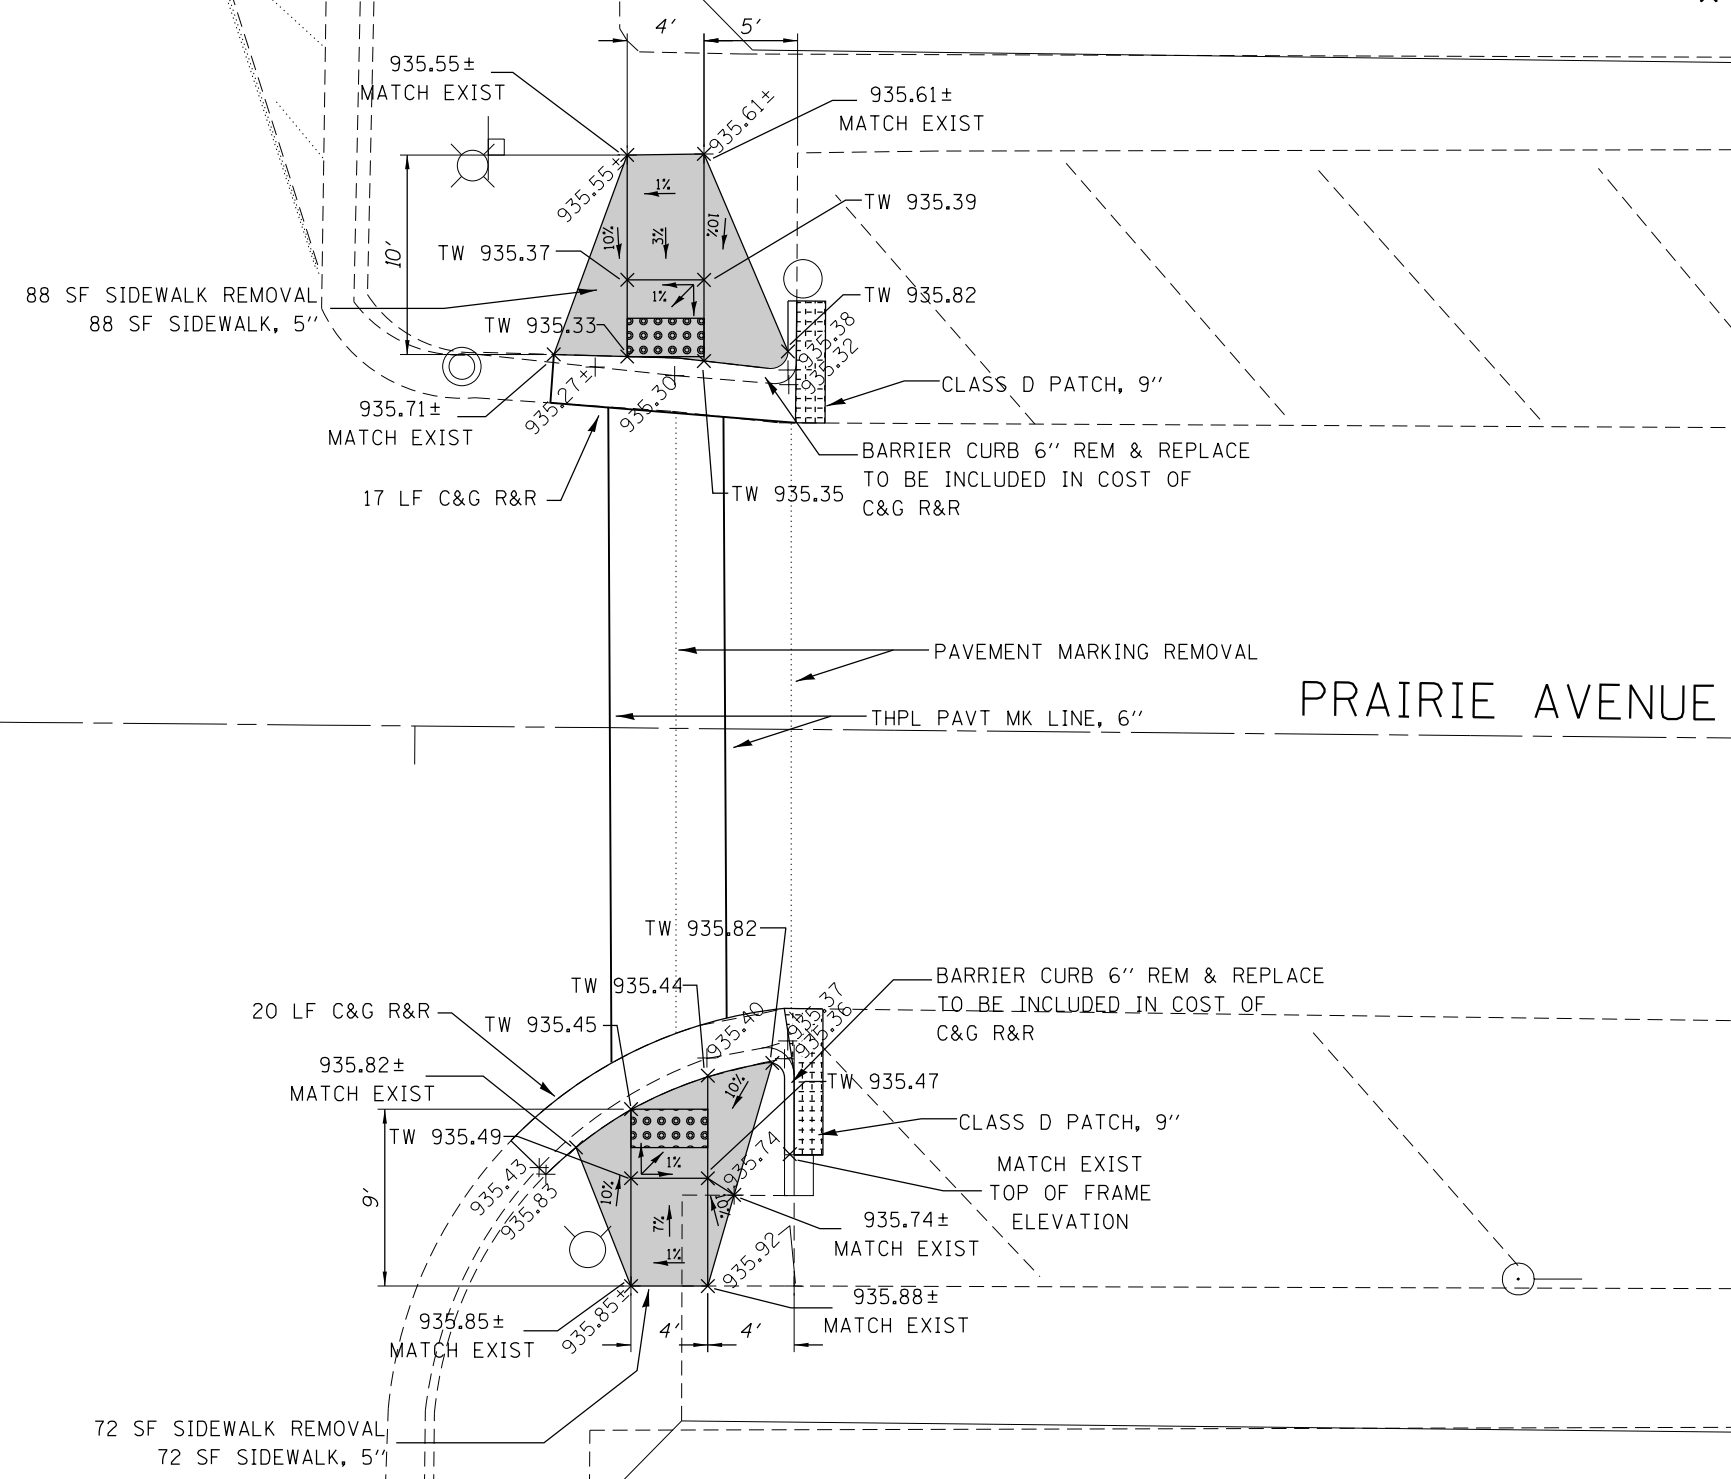 4'
5'
935.55±
MATCH EXIST
935.61±
935.61±
MATCH EXIST
935.55±
1%
TW 935.39
10%
3%
10%
TW 935.37
10'
88 SF SIDEWALK REMOVAL
88 SF SIDEWALK, 5"
1%
TW 935.82
TW 935.33
935.38
935.32
CLASS D PATCH, 9"
935.71±
MATCH EXIST
935.27±
935.30
BARRIER CURB 6" REM & REPLACE
TO BE INCLUDED IN COST OF
C&G R&R
17 LF C&G R&R
TW 935.35
PAVEMENT MARKING REMOVAL
PRAIRIE AVENUE
THPL PAVT MK LINE, 6"
TW 935.82
BARRIER CURB 6" REM & REPLACE
TO BE INCLUDED IN COST OF
C&G R&R
TW 935.44
20 LF C&G R&R
TW 935.45
935.40
935.37
935.36
935.82±
MATCH EXIST
10%
TW 935.47
CLASS D PATCH, 9"
TW 935.49
1%
935.74
MATCH EXIST
TOP OF FRAME
ELEVATION
935.43
935.83
10%
10%
9'
7%
935.74±
MATCH EXIST
1%
935.92
935.88±
MATCH EXIST
935.85±
MATCH EXIST
935.85±
4'
4'
72 SF SIDEWALK REMOVAL
72 SF SIDEWALK, 5"